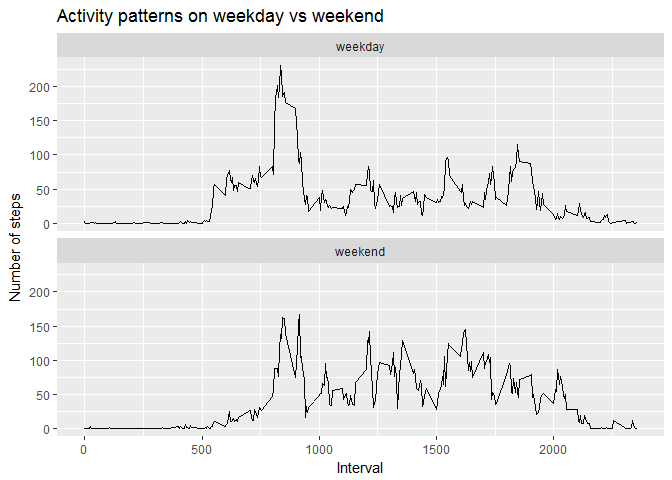 Activity patterns on weekday vs weekend
weekday
200
150
100
50
0
weekend
200
150
100
50
0
Number of steps
0 500 1000 1500 2000
Interval